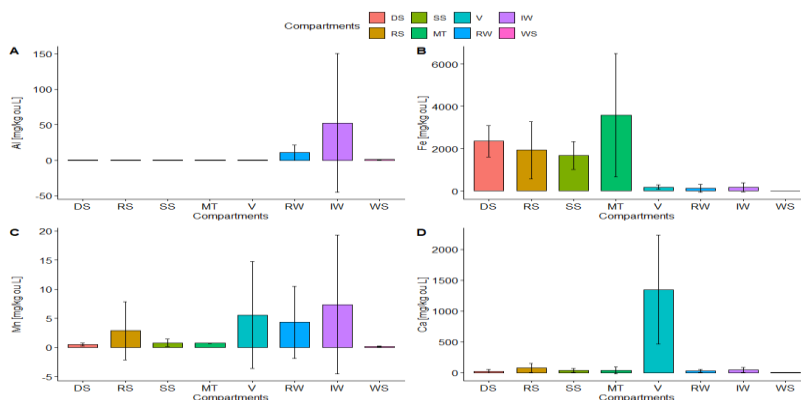 Compartments DS SS V IW
RS MT RW WS
A
Al [mg/kg ou L]
150
100
50
0
-50
DS RS SS MT V RW IW WS
Compartments
B
Fe [mg/kg ou L]
6000
4000
2000
0
DS RS SS MT V RW IW WS
Compartments
C
Mn [mg/kg ou L]
20
15
10
5
0
-5
DS RS SS MT V RW IW WS
Compartments
D
Ca [mg/kg ou L]
2000
1500
1000
500
0
DS RS SS MT V RW IW WS
Compartments